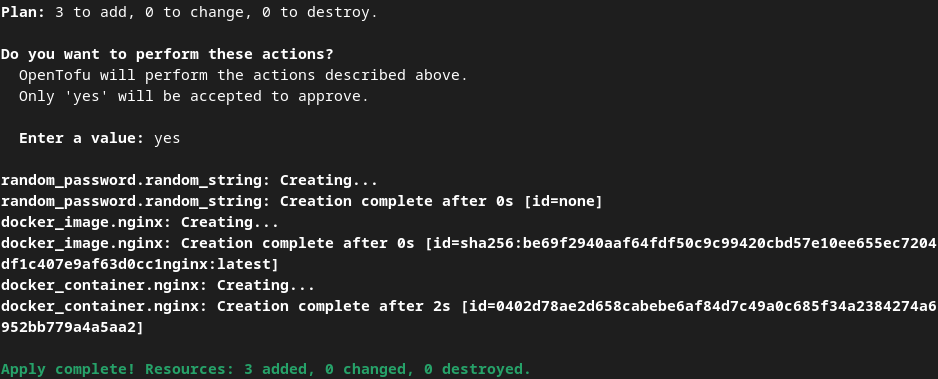 Plan: 3 to add, 0 to change, 0 to destroy.
Do you want to perform these actions?
OpenTofu will perform the actions described above.
Only 'yes' will be accepted to approve.
Enter a value: yes
random_password.random_string: Creating...
random_password.random_string: Creation complete after 0s [id=none]
docker_image.nginx: Creating...
docker_image.nginx: Creation complete after 0s [id=sha256:be69f2940aaf64fdf50c9c99420cbd57e10ee655ec7204
df1c407e9af63d0cc1nginx:latest]
docker_container.nginx: Creating...
docker_container.nginx: Creation complete after 2s [id=0402d78ae2d658cabebe6af84d7c49a0c685f34a2384274a6
952bb779a4a5aa2]
Apply complete! Resources: 3 added, 0 changed, 0 destroyed.